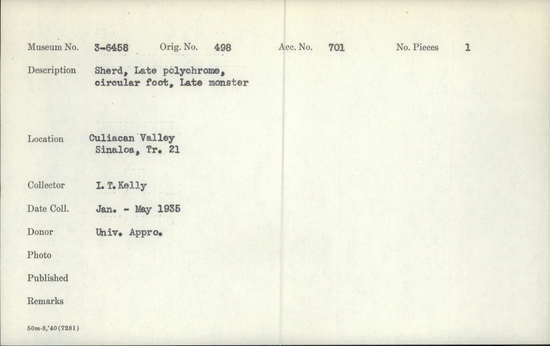 Museum No. 3-6458 Orig. No. 498 Acc. No. 701 No. Pieces 1
Description Sherd, Late polychrome,
circular foot, Late monster
Location Culiacan Valley
Sinaloa, Tr. 21
Collector I.T.Kelly
Date Coll. Jan. - May 1935
Donor Univ. Appro.
Photo
Published
Remarks
50m-8,'40(7281)